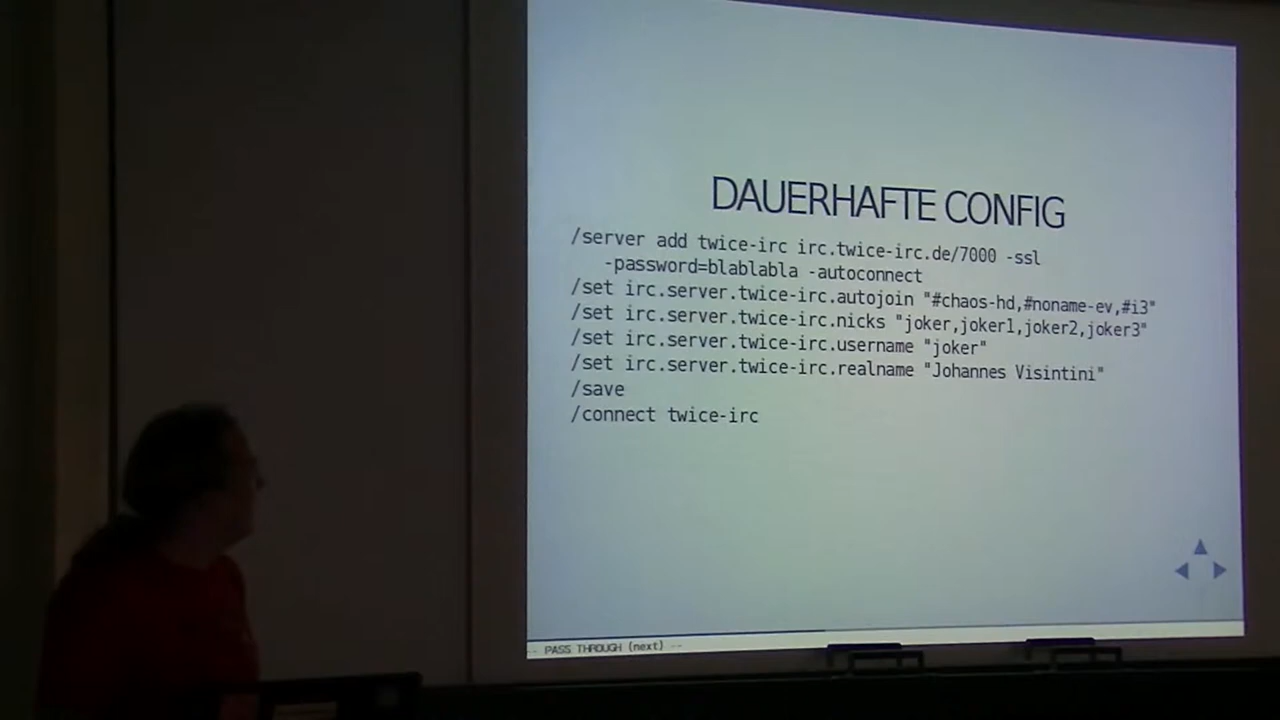 DAUERHAFTE CONFIG
/server add twice-irc irc.twice-irc.de/7000 -ssl
-password=blablabla -autoconnect
/set irc.server.twice-irc.autojoin "#chaos-hd,#noname-ev,#i3"
/set irc.server.twice-irc.nicks "joker,joker1,joker2,joker3"
/set irc.server.twice-irc.username "joker"
/set irc.server.twice-irc.realname "Johannes Visintini"
/save
/connect twice-irc
-- PASS THROUGH (next) --